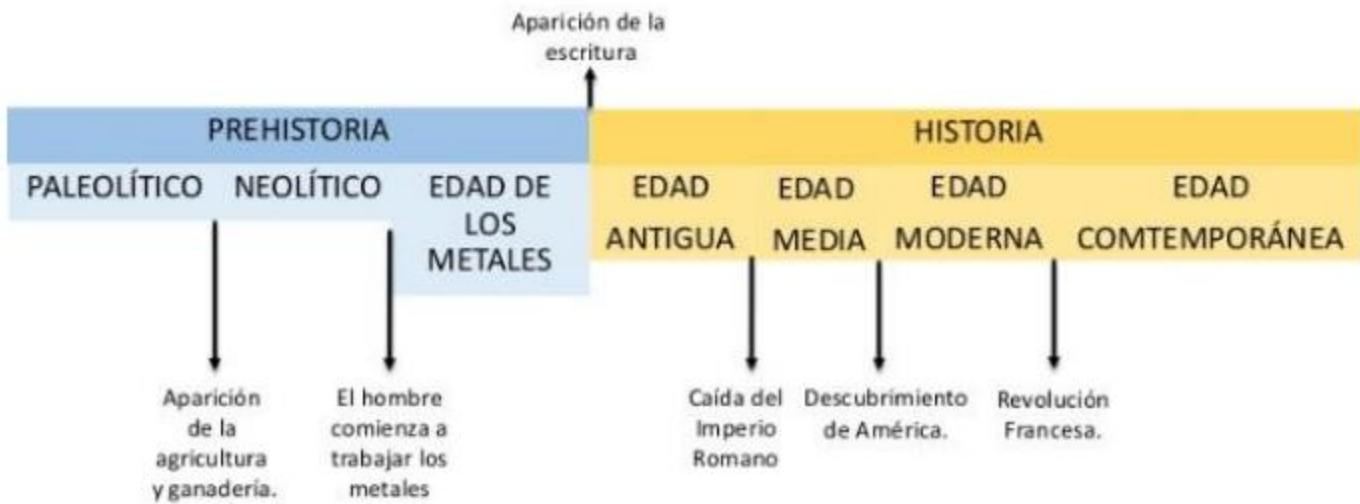 Aparición de la
escritura
PREHISTORIA
HISTORIA
PALEOLÍTICO
NEOLÍTICO
EDAD DE
LOS
METALES
EDAD
ANTIGUA
EDAD
MEDIA
EDAD
MODERNA
EDAD
COMTEMPORÁNEA
Aparición
de la
agricultura
y ganadería.
El hombre
comienza a
trabajar los
metales
Caída del
Imperio
Romano
Descubrimiento
de América.
Revolución
Francesa.